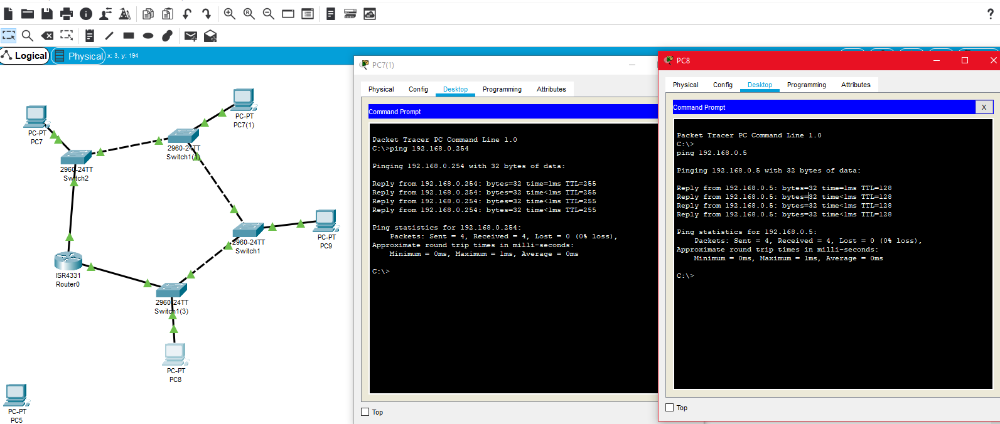 ?
Logical
Physical
x: 3, y: 194
PC-PT
PC7
PC-PT
PC7(1)
2960-24TT
Switch2
2960-24TT
PC-PT
PC9
2960-24TT
Switch1
ISR4331
Router0
2960-24TT
Switch1(3)
PC-PT
PC8
PC-PT
PC5
PC7(1)
Physical Config Desktop Programming Attributes
Command Prompt
Packet Tracer PC Command Line 1.0
C:\>ping 192.168.0.254
Pinging 192.168.0.254 with 32 bytes of data:
Reply from 192.168.0.254: bytes=32 time=1ms TTL=255
Reply from 192.168.0.254: bytes=32 time<1ms TTL=255
Reply from 192.168.0.254: bytes=32 time<1ms TTL=255
Reply from 192.168.0.254: bytes=32 time<1ms TTL=255
Ping statistics for 192.168.0.254:
Packets: Sent = 4, Received = 4, Lost = 0 (0% loss),
Approximate round trip times in milli-seconds:
Minimum = 0ms, Maximum = 1ms, Average = 0ms
C:\>
Top
PC8
Physical Config Desktop Programming Attributes
Command Prompt
X
Packet Tracer PC Command Line 1.0
C:\>
ping 192.168.0.5
Pinging 192.168.0.5 with 32 bytes of data:
Reply from 192.168.0.5: bytes=32 time=1ms TTL=128
Reply from 192.168.0.5: bytes=32 time<1ms TTL=128
Reply from 192.168.0.5: bytes=32 time<1ms TTL=128
Reply from 192.168.0.5: bytes=32 time<1ms TTL=128
Ping statistics for 192.168.0.5:
Packets: Sent = 4, Received = 4, Lost = 0 (0% loss),
Approximate round trip times in milli-seconds:
Minimum = 0ms, Maximum = 1ms, Average = 0ms
C:\>
Top